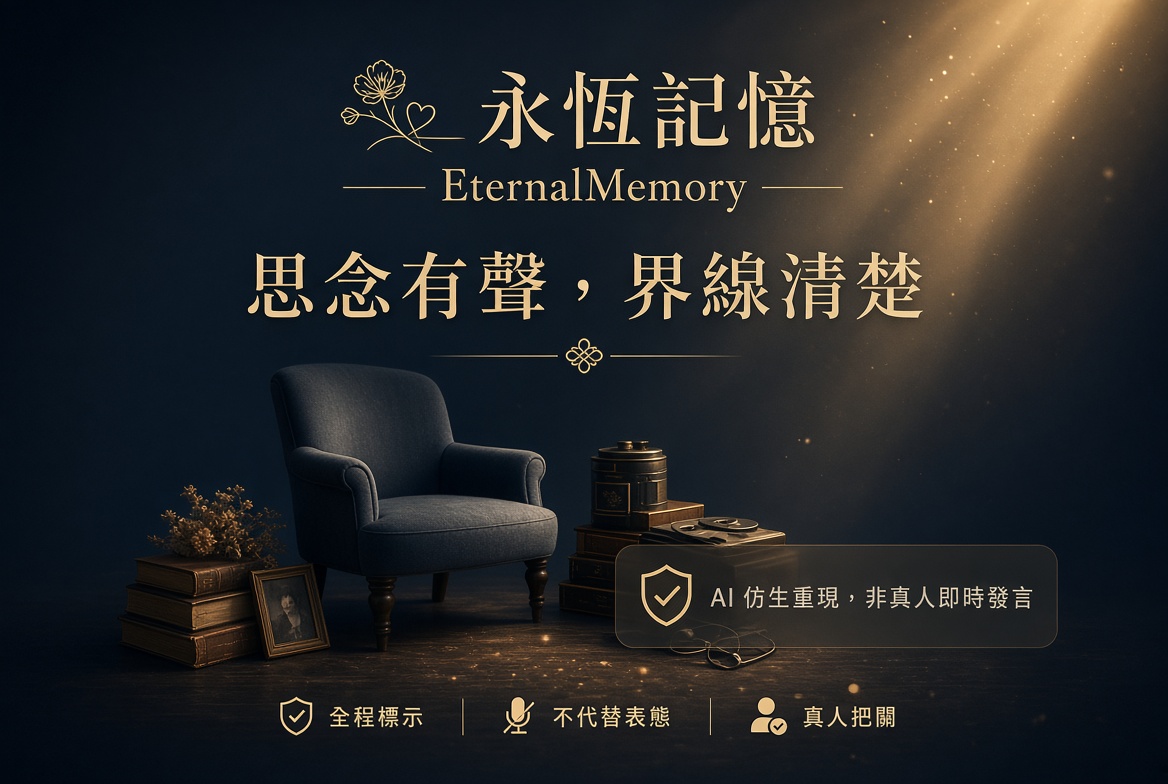 永恆記憶
EternalMemory
思念有聲，界線清楚
AI 仿生重現，非真人即時發言
全程標示
不代替表態
真人把關